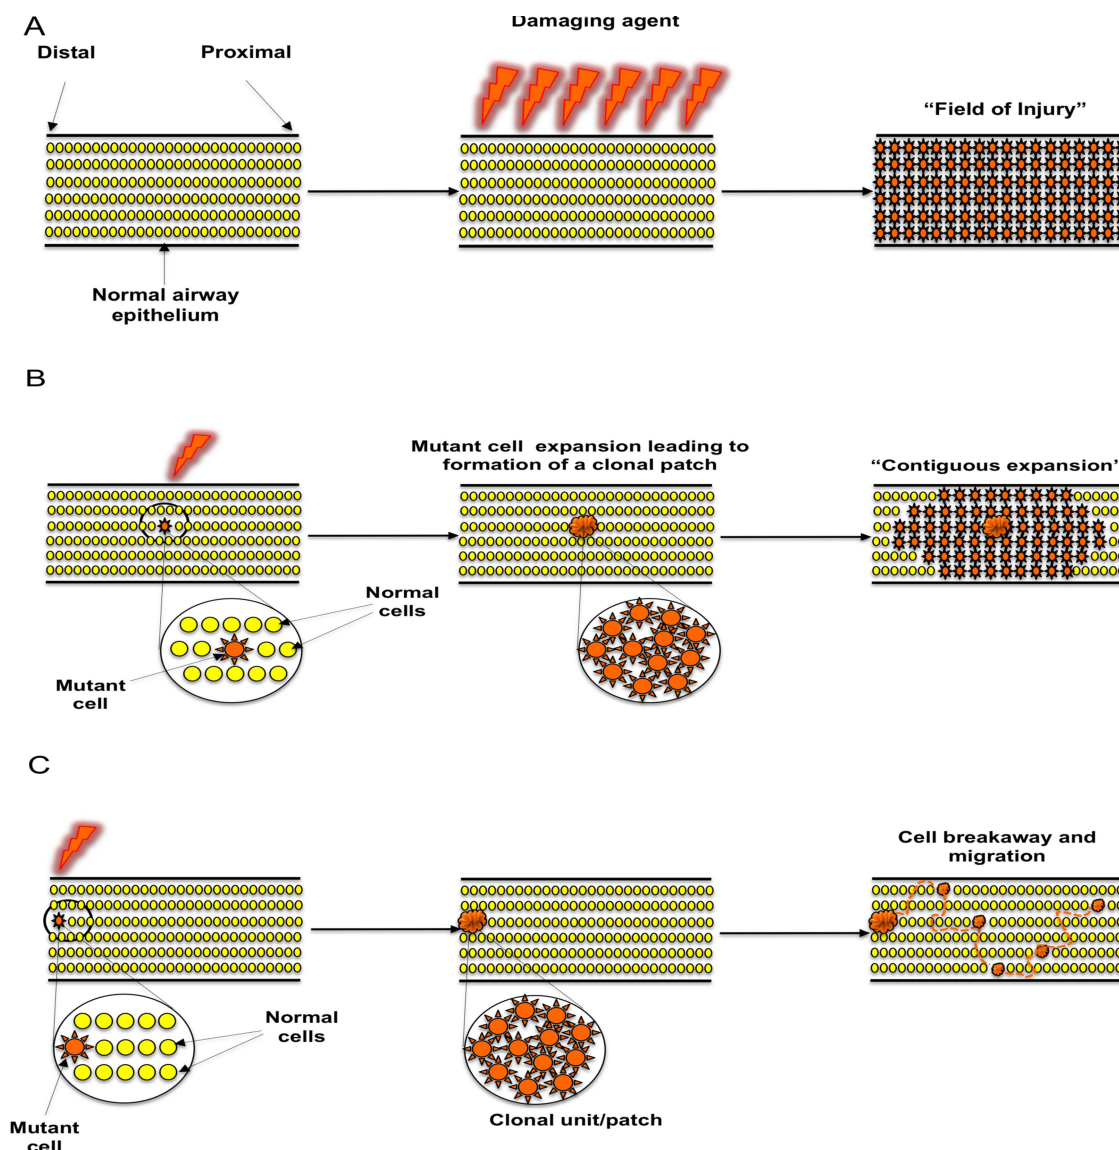 A
Distal
Proximal
Damaging agent
“Field of Injury”
Normal airway
epithelium
B
Mutant cell expansion leading to
formation of a clonal patch
“Contiguous expansion”
Normal
cells
Mutant
cell
C
Cell breakaway and
migration
Normal
cells
Clonal unit/patch
Mutant
cell